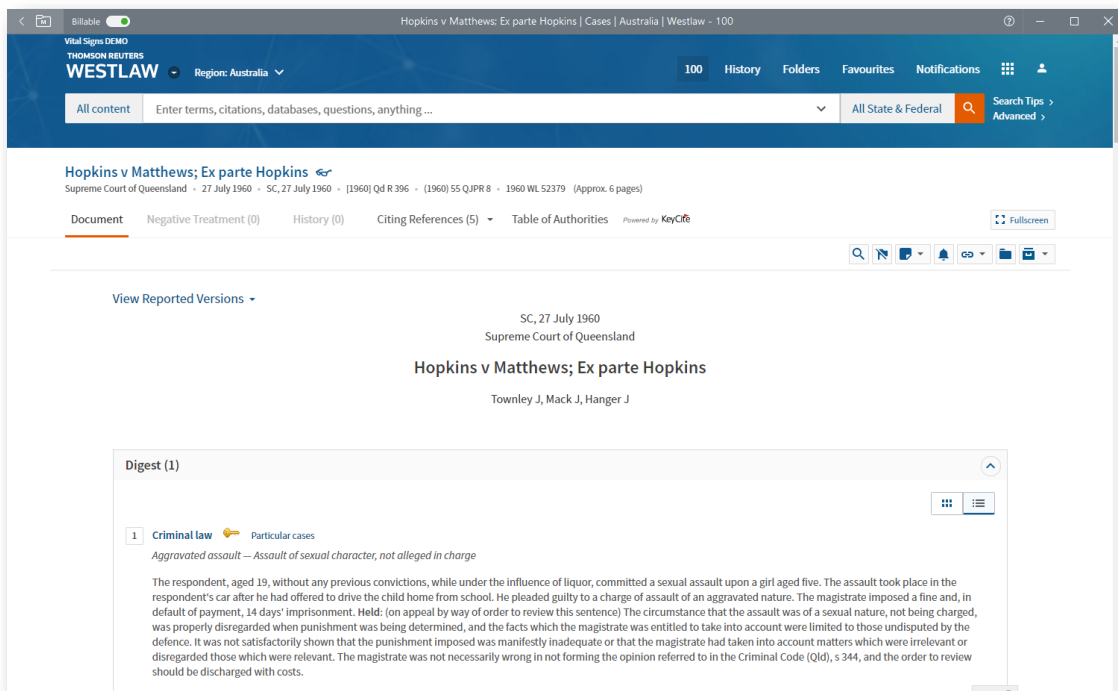 Billable
Hopkins v Matthews; Ex parte Hopkins | Cases | Australia | Westlaw - 100
Vital Signs DEMO
THOMSON REUTERS
WESTLAW
Region: Australia
100 History Folders Favourites Notifications
All content
Enter terms, citations, databases, questions, anything ...
All State & Federal
Search Tips >
Advanced >
Hopkins v Matthews; Ex parte Hopkins
Supreme Court of Queensland • 27 July 1960 • SC, 27 July 1960 • [1960] Qd R 396 • (1960) 55 QJPR 8 • 1960 WL 52379 (Approx. 6 pages)
Document Negative Treatment (0) History (0) Citing References (5) Table of Authorities Powered by KeyCite
Fullscreen
View Reported Versions
SC, 27 July 1960
Supreme Court of Queensland
Hopkins v Matthews; Ex parte Hopkins
Townley J, Mack J, Hanger J
Digest (1)
1 Criminal law Particular cases
Aggravated assault — Assault of sexual character, not alleged in charge
The respondent, aged 19, without any previous convictions, while under the influence of liquor, committed a sexual assault upon a girl aged five. The assault took place in the
respondent's car after he had offered to drive the child home from school. He pleaded guilty to a charge of assault of an aggravated nature. The magistrate imposed a fine and, in
default of payment, 14 days' imprisonment. Held: (on appeal by way of order to review this sentence) The circumstance that the assault was of a sexual nature, not being charged,
was properly disregarded when punishment was being determined, and the facts which the magistrate was entitled to take into account were limited to those undisputed by the
defence. It was not satisfactorily shown that the punishment imposed was manifestly inadequate or that the magistrate had taken into account matters which were irrelevant or
disregarded those which were relevant. The magistrate was not necessarily wrong in not forming the opinion referred to in the Criminal Code (Qld), s 344, and the order to review
should be discharged with costs.